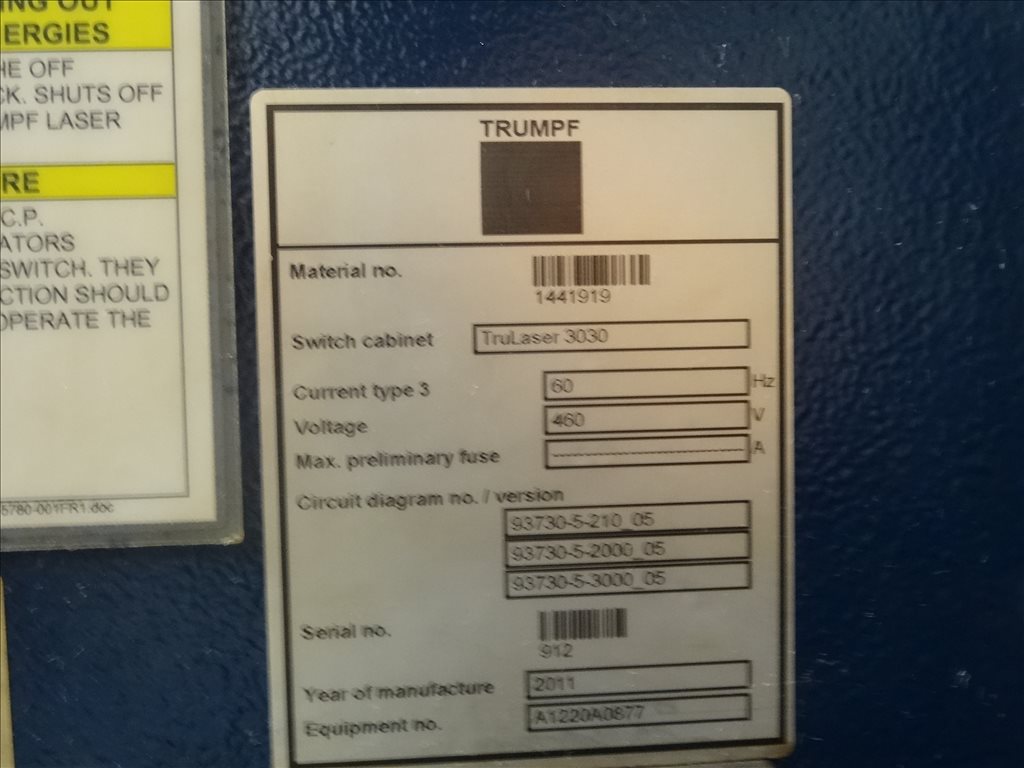 ING OUT
ERGIES
HE OFF
CK. SHUTS OFF
MPF LASER
RE
C.P.
ATORS
SWITCH. THEY
CTION SHOULD
OPERATE THE
5780-001FR1.doc
TRUMPF
Material no.
1441919
Switch cabinet TruLaser 3030
Current type 3 60 Hz
Voltage 460 V
Max. preliminary fuse ------------------------------ A
Circuit diagram no. / version
93730-5-210_05
93730-5-2000_05
93730-5-3000_05
Serial no.
912
Year of manufacture 2011
Equipment no. A1220A0877